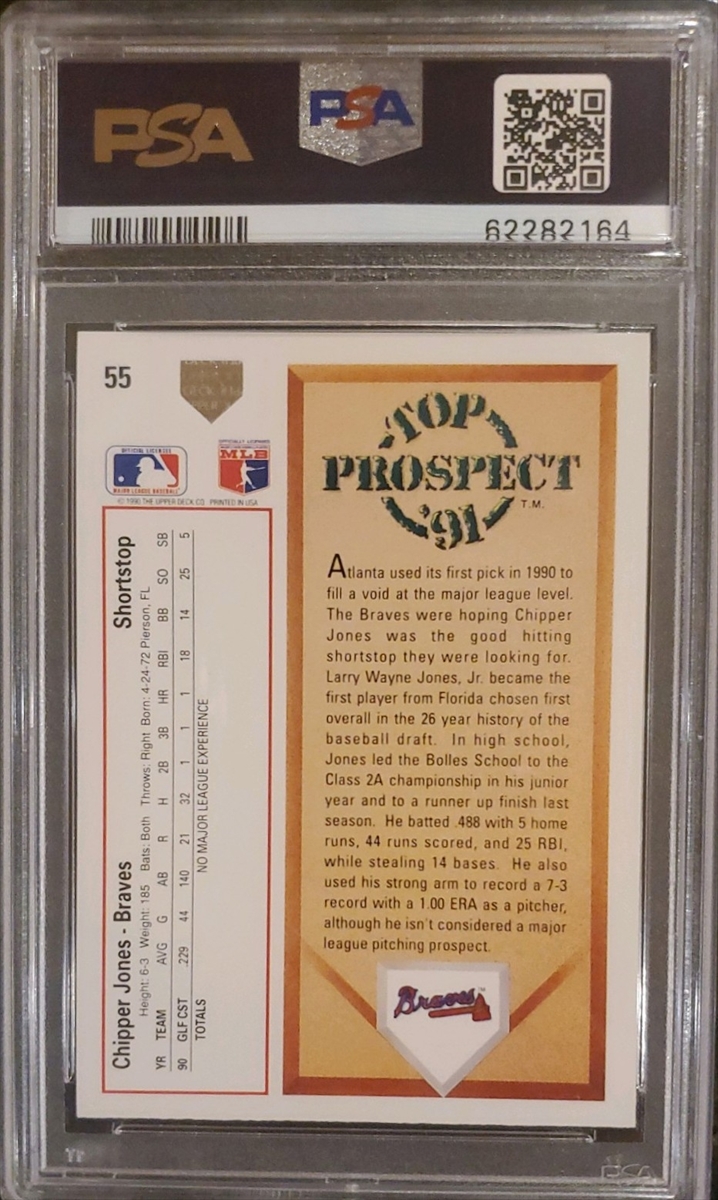 PSA
PSA
62282164
55
OFFICIAL LICENSEE
MAJOR LEAGUE BASEBALL
MLB
© 1990 THE UPPER DECK CO. PRINTED IN USA
Chipper Jones - Braves Shortstop
Height: 6-3 Weight: 185 Bats: Both Throws: Right Born: 4-24-72 Pierson, FL
YR TEAM AVG G AB R H 2B 3B HR RBI BB SO SB
90 GLF CST .229 44 140 21 32 1 1 1 18 14 25 5
TOTALS NO MAJOR LEAGUE EXPERIENCE
TOP
PROSPECT
'91
T.M.
Atlanta used its first pick in 1990 to
fill a void at the major league level.
The Braves were hoping Chipper
Jones was the good hitting
shortstop they were looking for.
Larry Wayne Jones, Jr. became the
first player from Florida chosen first
overall in the 26 year history of the
baseball draft. In high school,
Jones led the Bolles School to the
Class 2A championship in his junior
year and to a runner up finish last
season. He batted .488 with 5 home
runs, 44 runs scored, and 25 RBI,
while stealing 14 bases. He also
used his strong arm to record a 7-3
record with a 1.00 ERA as a pitcher,
although he isn't considered a major
league pitching prospect.
Braves
PSA